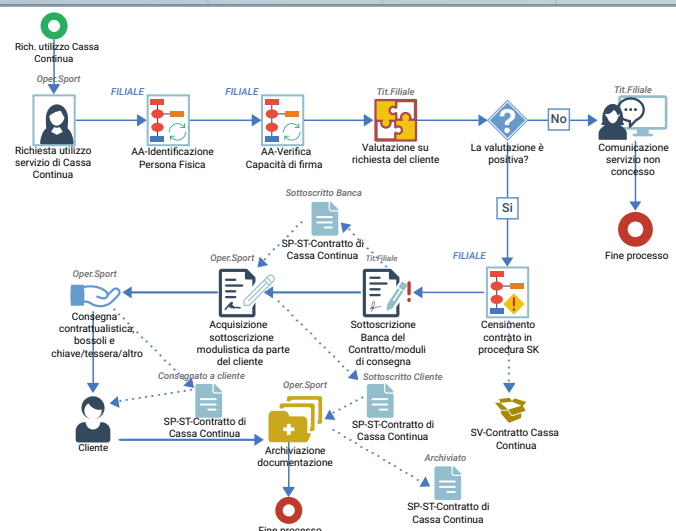 Rich. utilizzo Cassa
Continua
Oper.Sport
Richiesta utilizzo
servizio di Cassa
Continua
FILIALE
AA-Identificazione
Persona Fisica
FILIALE
AA-Verifica
Capacità di firma
Tit.Filiale
Valutazione su
richiesta del cliente
La valutazione è
positiva?
No
Tit.Filiale
Comunicazione
servizio non
concesso
Fine processo
Si
FILIALE
Censimento
contratto in
procedura SK
SV-Contratto Cassa
Continua
Tit.Filiale
Sottoscrizione
Banca del
Contratto/moduli
di consegna
Sottoscritto Banca
SP-ST-Contratto di
Cassa Continua
Oper.Sport
Acquisizione
sottoscrizione
modulistica da parte
del cliente
Sottoscritto Cliente
SP-ST-Contratto di
Cassa Continua
Oper.Sport
Consegna
contrattualistica,
bossoli e
chiave/tessera/altro
Consegnato a cliente
SP-ST-Contratto di
Cassa Continua
Cliente
Oper.Sport
Archiviazione
documentazione
Archiviato
SP-ST-Contratto di
Cassa Continua
Fine processo